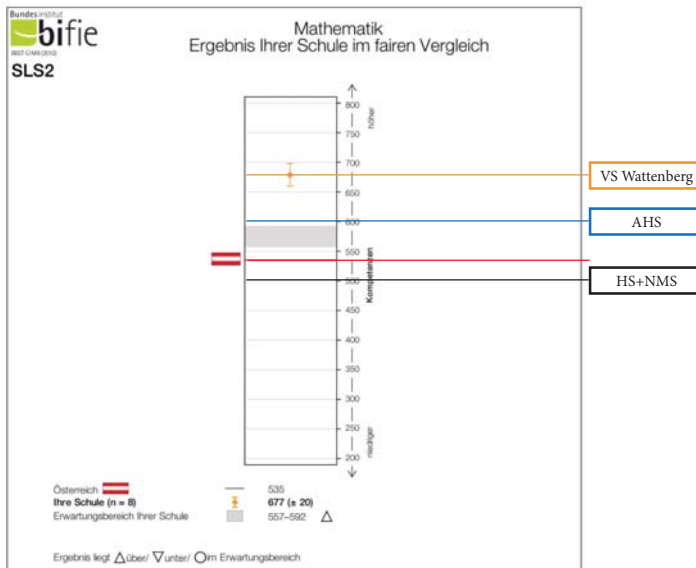 Bundesinstitut
bifie
Mathematik
Ergebnis Ihrer Schule im fairen Vergleich
SLS2
800
höher
750
700
VS Wattenberg
650
600
AHS
550
Kompetenzen
500
HS+NMS
450
400
350
300
250
niedriger
200
Österreich 535
Ihre Schule (n = 8) 677 (± 20)
Erwartungsbereich Ihrer Schule 557–592 △
Ergebnis liegt △über/ ▽unter/ ○im Erwartungsbereich